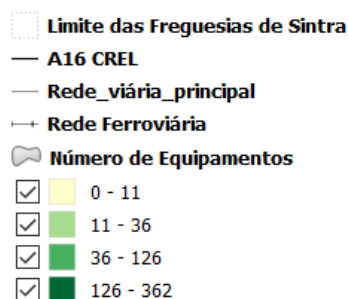 Limite das Freguesias de Sintra
A16 CREL
Rede_viária_principal
Rede Ferroviária
Número de Equipamentos
0 - 11
11 - 36
36 - 126
126 - 362